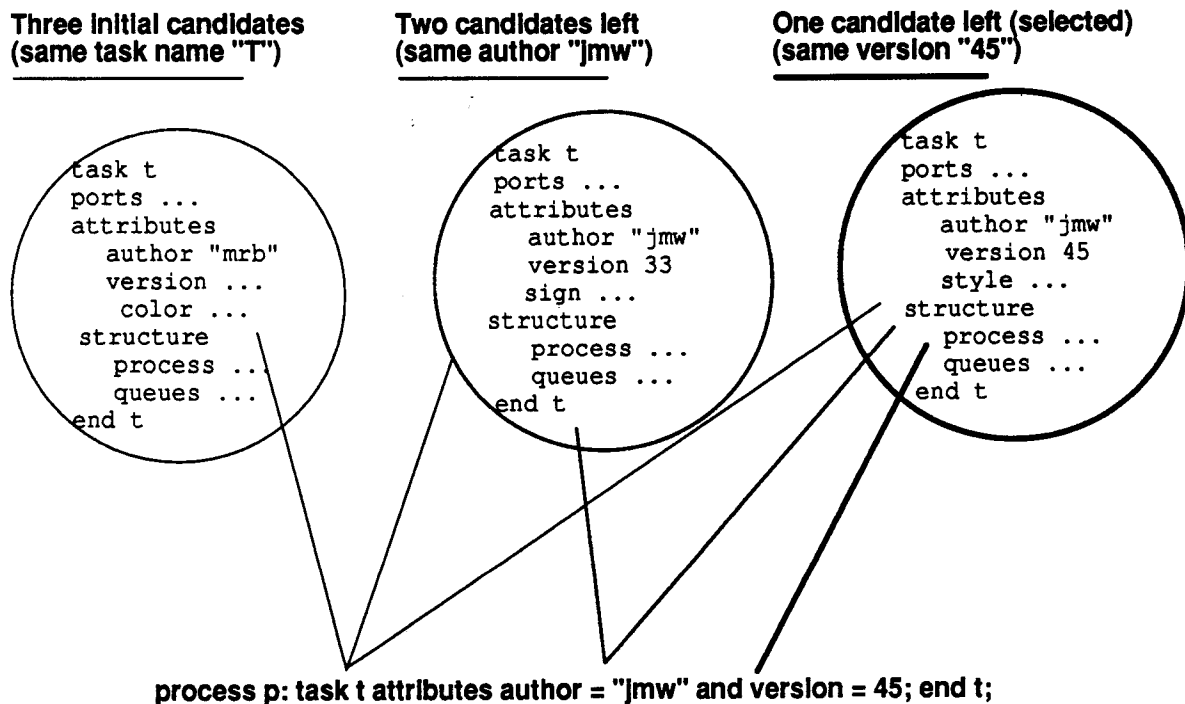 Three initial candidates
(same task name "T")
Two candidates left
(same author "jmw")
One candidate left (selected)
(same version "45")
task t
ports ...
attributes
author "mrb"
version ...
color ...
structure
process ...
queues ...
end t
task t
ports ...
attributes
author "jmw"
version 33
sign ...
structure
process ...
queues ...
end t
task t
ports ...
attributes
author "jmw"
version 45
style ...
structure
process ...
queues ...
end t
process p: task t attributes author = "jmw" and version = 45; end t;